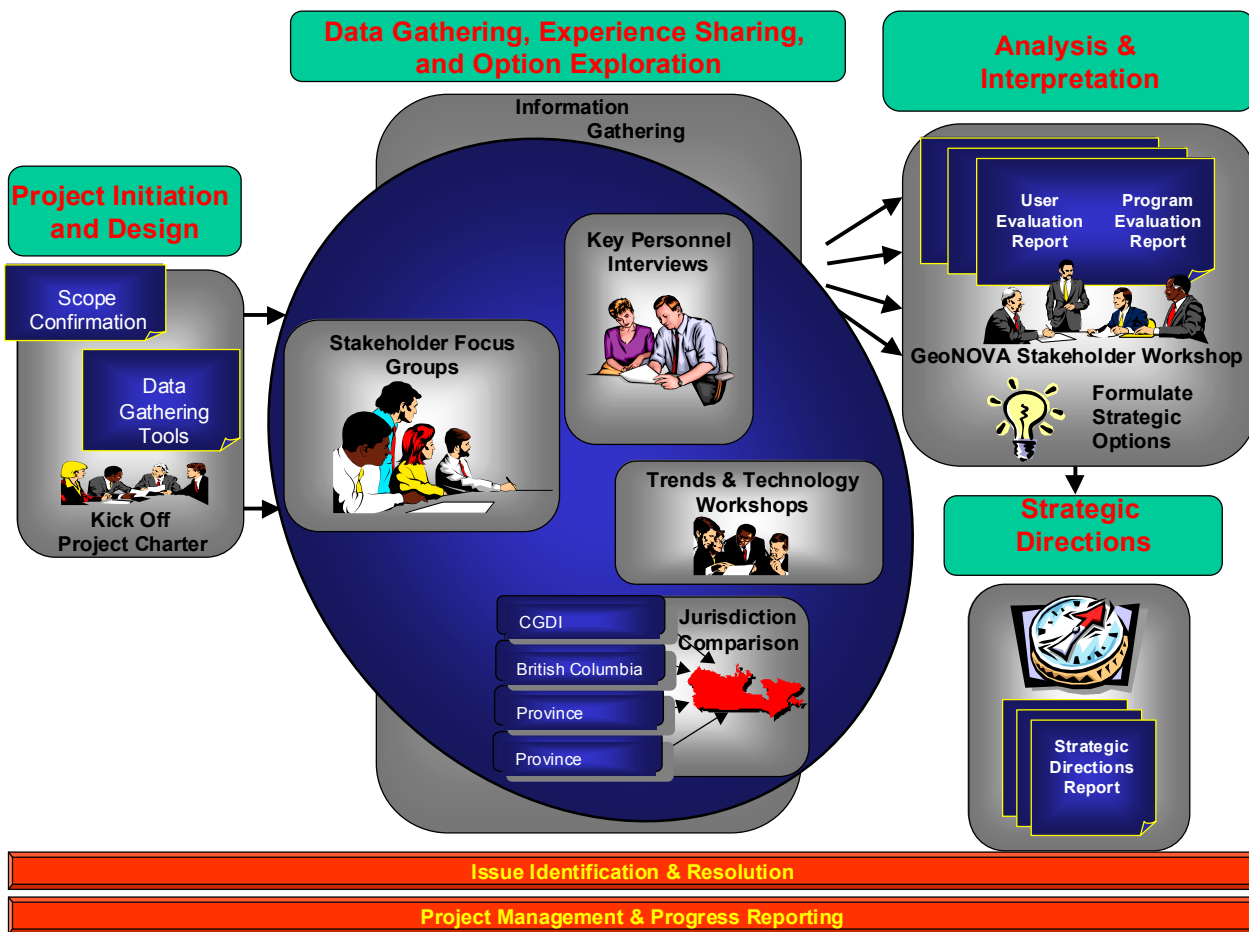 Project Initiation
and Design
Scope
Confirmation
Data
Gathering
Tools
Kick Off
Project Charter
Data Gathering, Experience Sharing,
and Option Exploration
Information
Gathering
Key Personnel
Interviews
Stakeholder Focus
Groups
Trends & Technology
Workshops
Jurisdiction
Comparison
CGDI
British Columbia
Province
Province
Analysis &
Interpretation
User
Evaluation
Report
Program
Evaluation
Report
GeoNOVA Stakeholder Workshop
Formulate
Strategic
Options
Strategic
Directions
Strategic
Directions
Report
Issue Identification & Resolution
Project Management & Progress Reporting